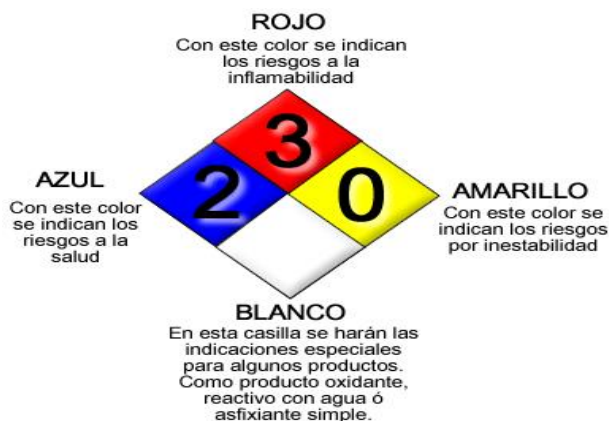 ROJO
Con este color se indican
los riesgos a la
inflamabilidad
3
AZUL
Con este color
se indican los
riesgos a la
salud
2
0
AMARILLO
Con este color se
indican los riesgos
por inestabilidad
BLANCO
En esta casilla se harán las
indicaciones especiales
para algunos productos.
Como producto oxidante,
reactivo con agua ó
asfixiante simple.